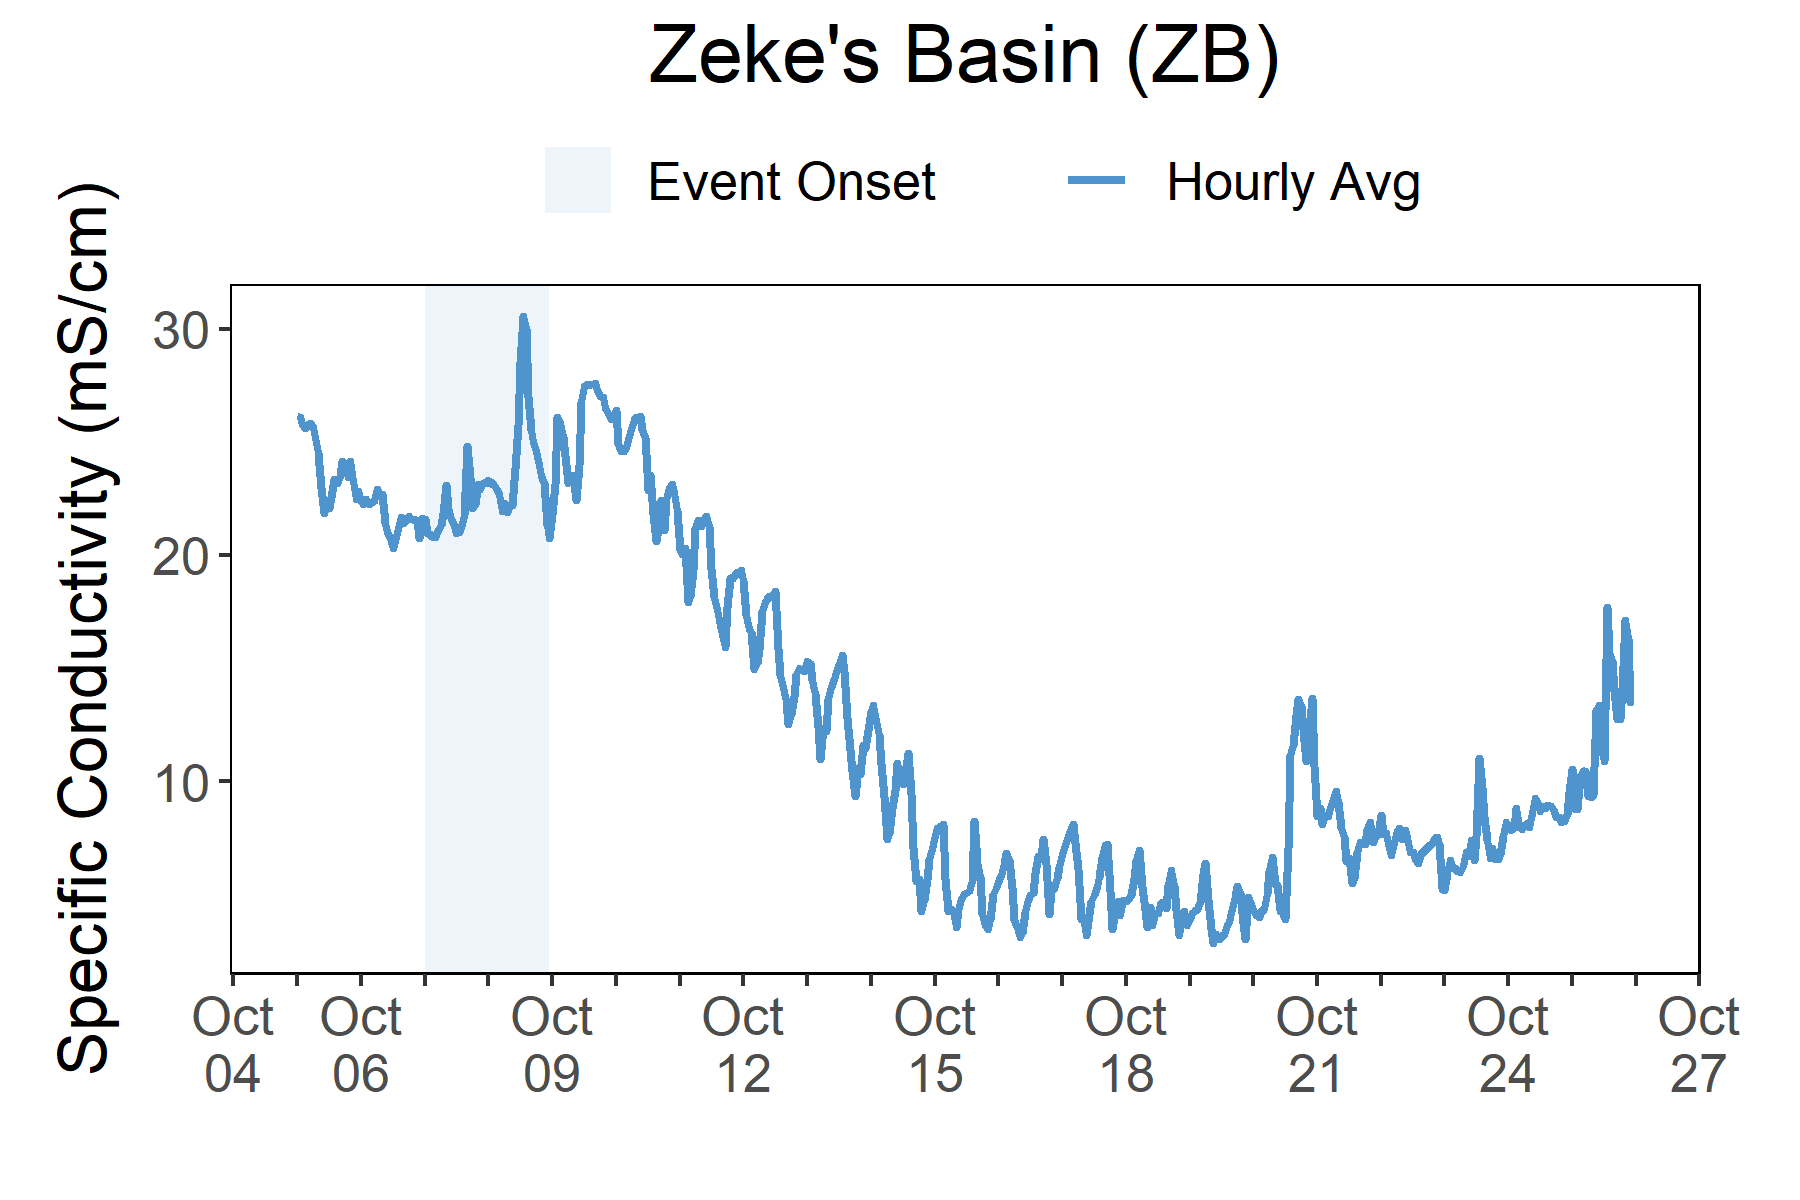 Zeke's Basin (ZB)
Event Onset
Hourly Avg
Specific Conductivity (mS/cm)
30
20
10
Oct 04
Oct 06
Oct 09
Oct 12
Oct 15
Oct 18
Oct 21
Oct 24
Oct 27